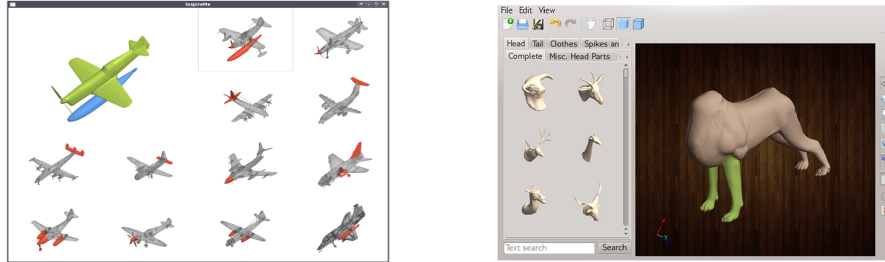 InspireMe
File Edit View
Head Tail Clothes Spikes an
Complete Misc. Head Parts
Text search Search
X
Y